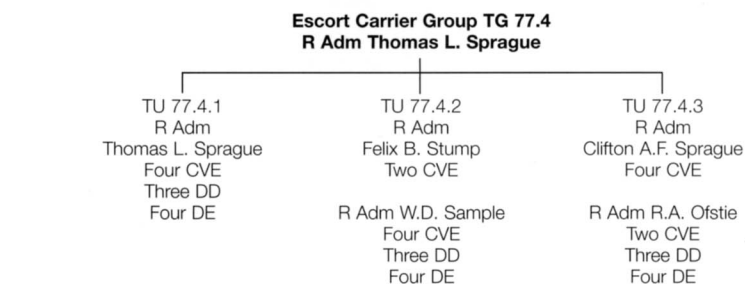 Escort Carrier Group TG 77.4
R Adm Thomas L. Sprague
TU 77.4.1
R Adm
Thomas L. Sprague
Four CVE
Three DD
Four DE
TU 77.4.2
R Adm
Felix B. Stump
Two CVE
R Adm W.D. Sample
Four CVE
Three DD
Four DE
TU 77.4.3
R Adm
Clifton A.F. Sprague
Four CVE
R Adm R.A. Ofstie
Two CVE
Three DD
Four DE